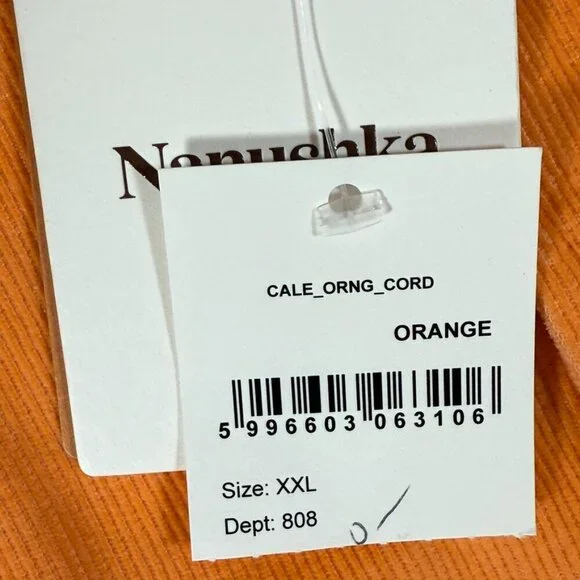 Nanushka
CALE_ORNG_CORD
ORANGE
5 996603 063106
Size: XXL
Dept: 808